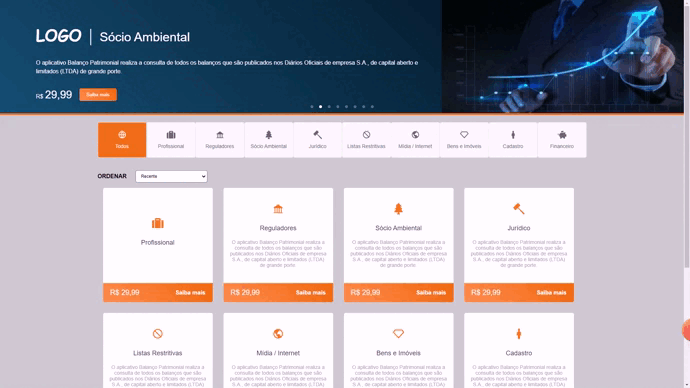 LOGO | Sócio Ambiental
O aplicativo Balanço Patrimonial realiza a consulta de todos os balanços que são publicados nos Diários Oficiais de empresa S.A., de capital aberto e
limitados (LTDA) de grande porte.
R$ 29,99 Saiba mais
Todos Profissional Reguladores Sócio Ambiental Jurídico Listas Restritivas Mídia / Internet Bens e Imóveis Cadastro Financeiro
ORDENAR Recente
Profissional
R$ 29,99 Saiba mais
Reguladores
O aplicativo Balanço Patrimonial realiza a
consulta de todos os balanços que são
publicados nos Diários Oficiais de empresa
S.A., de capital aberto e limitados (LTDA)
de grande porte
R$ 29,99 Saiba mais
Sócio Ambiental
O aplicativo Balanço Patrimonial realiza a
consulta de todos os balanços que são
publicados nos Diários Oficiais de empresa
S.A., de capital aberto e limitados (LTDA)
de grande porte
R$ 29,99 Saiba mais
Jurídico
O aplicativo Balanço Patrimonial realiza a
consulta de todos os balanços que são
publicados nos Diários Oficiais de empresa
S.A., de capital aberto e limitados (LTDA)
de grande porte
R$ 29,99 Saiba mais
Listas Restritivas
O aplicativo Balanço Patrimonial realiza a
consulta de todos os balanços que são
publicados nos Diários Oficiais de empresa
S.A., de capital aberto e limitados (LTDA)
Mídia / Internet
O aplicativo Balanço Patrimonial realiza a
consulta de todos os balanços que são
publicados nos Diários Oficiais de empresa
S.A., de capital aberto e limitados (LTDA)
Bens e Imóveis
O aplicativo Balanço Patrimonial realiza a
consulta de todos os balanços que são
publicados nos Diários Oficiais de empresa
S.A., de capital aberto e limitados (LTDA)
Cadastro
O aplicativo Balanço Patrimonial realiza a
consulta de todos os balanços que são
publicados nos Diários Oficiais de empresa
S.A., de capital aberto e limitados (LTDA)